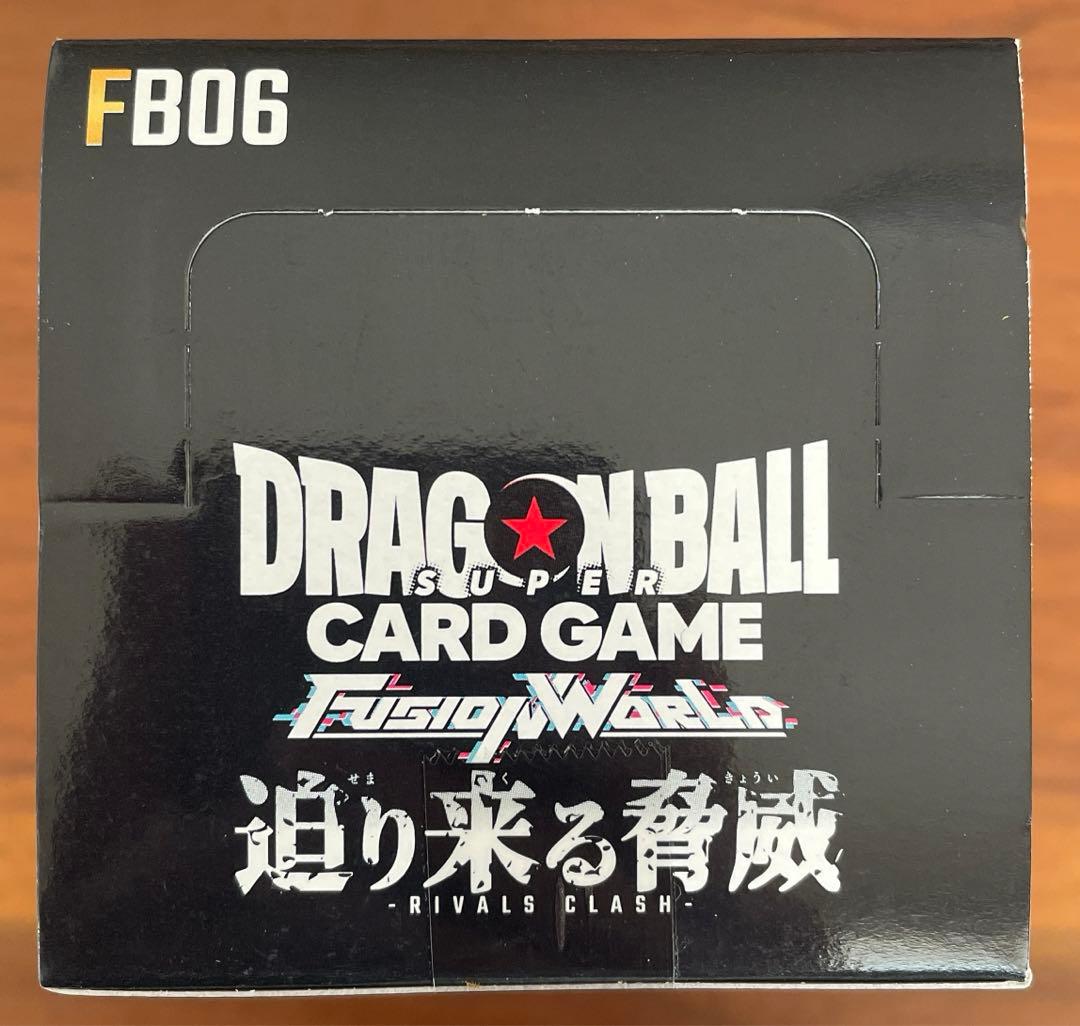 FB06
DRAGON BALL
SUPER
CARD GAME
FUSION WORLD
せま く きょうい
迫り来る脅威
-RIVALS CLASH-